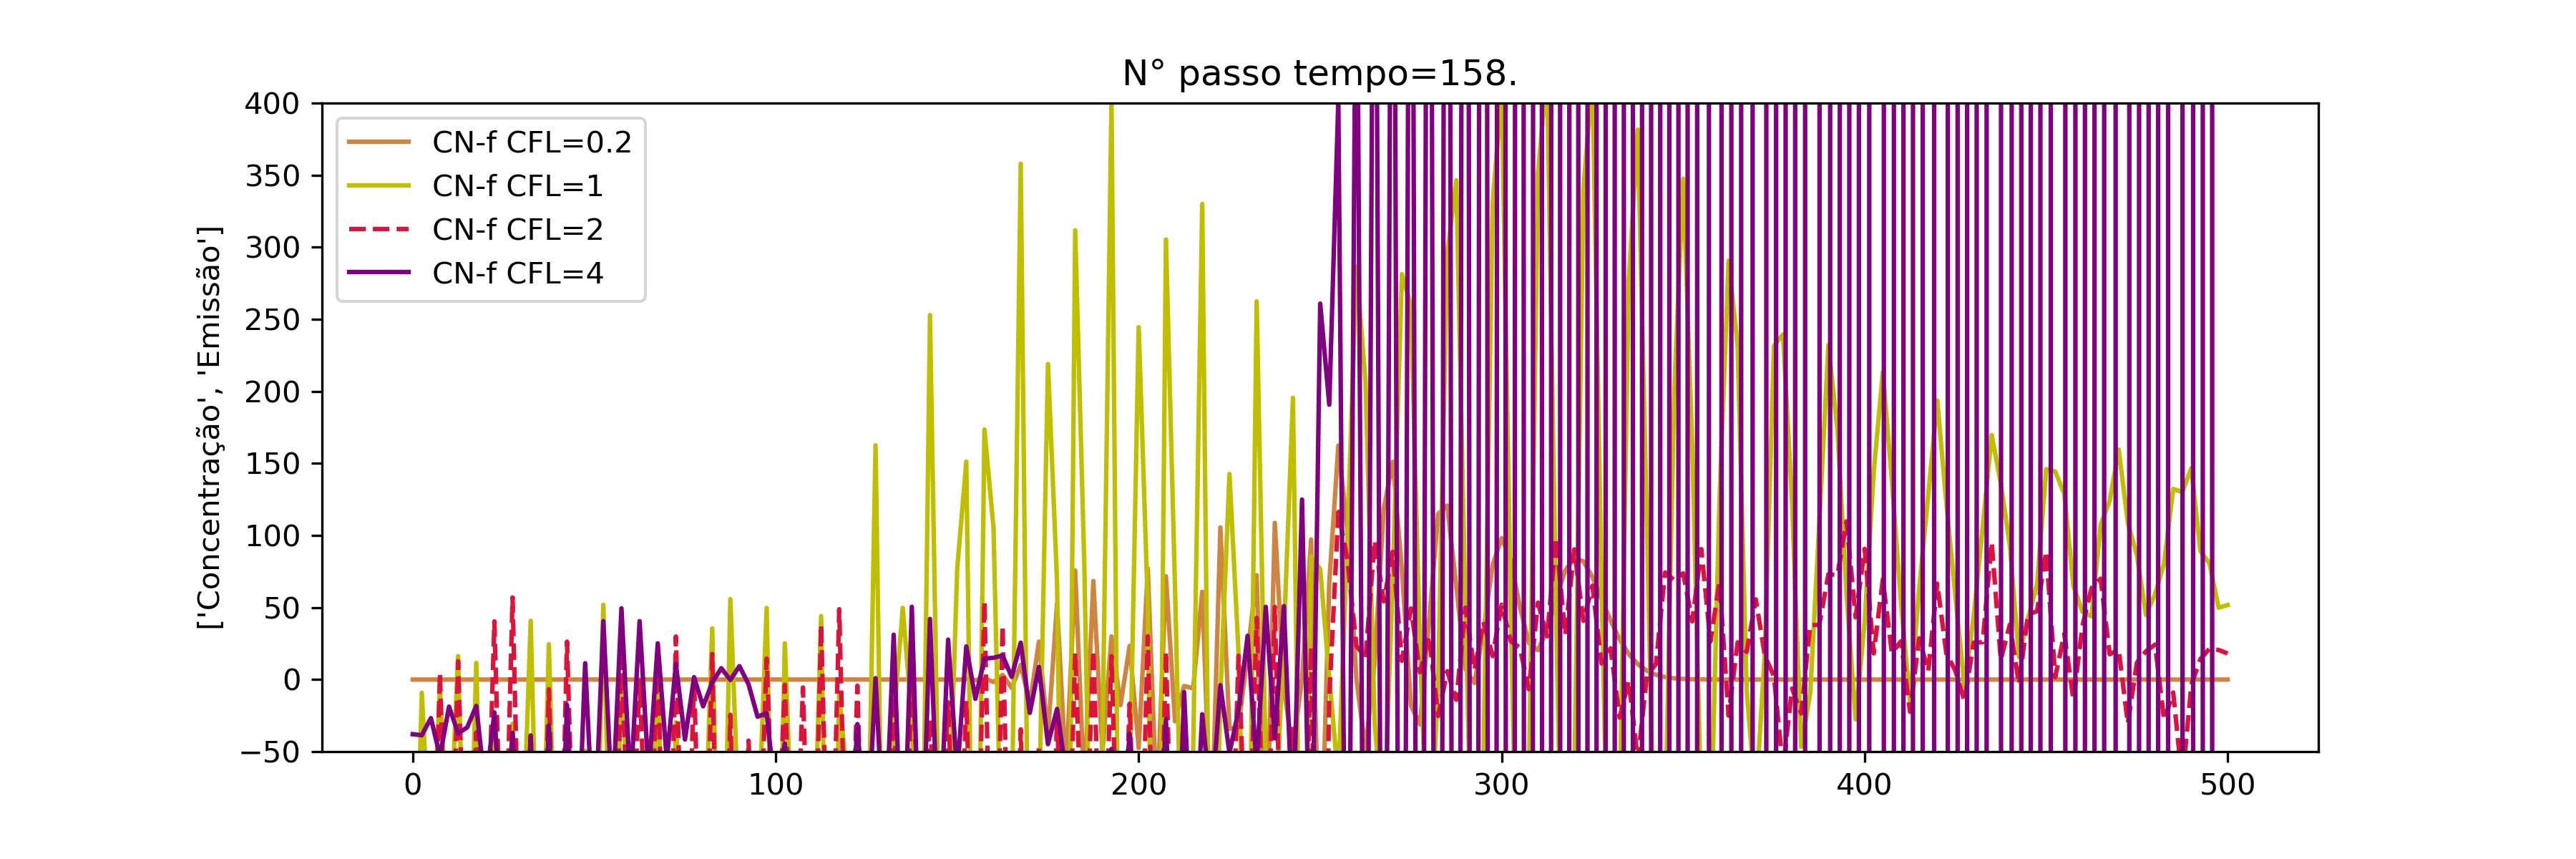 N° passo tempo=158.
400
350
300
250
200
150
100
50
0
−50
['Concentração', 'Emissão']
CN-f CFL=0.2
CN-f CFL=1
CN-f CFL=2
CN-f CFL=4
0 100 200 300 400 500